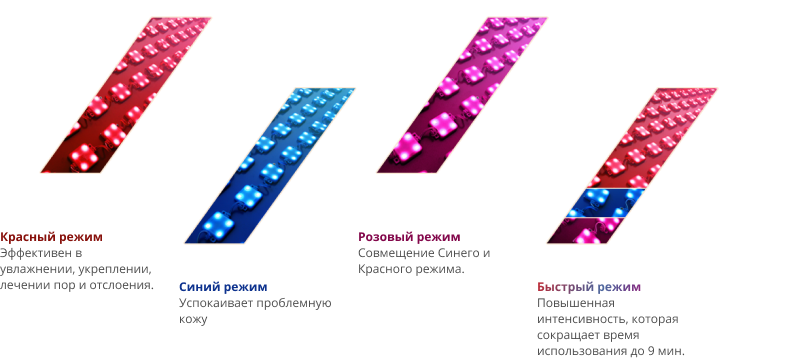 Красный режим
Эффективен в
увлажнении, укреплении,
лечении пор и отслоения.
Синий режим
Успокаивает проблемную
кожу
Розовый режим
Совмещение Синего и
Красного режима.
Быстрый режим
Повышенная
интенсивность, которая
сокращает время
использования до 9 мин.